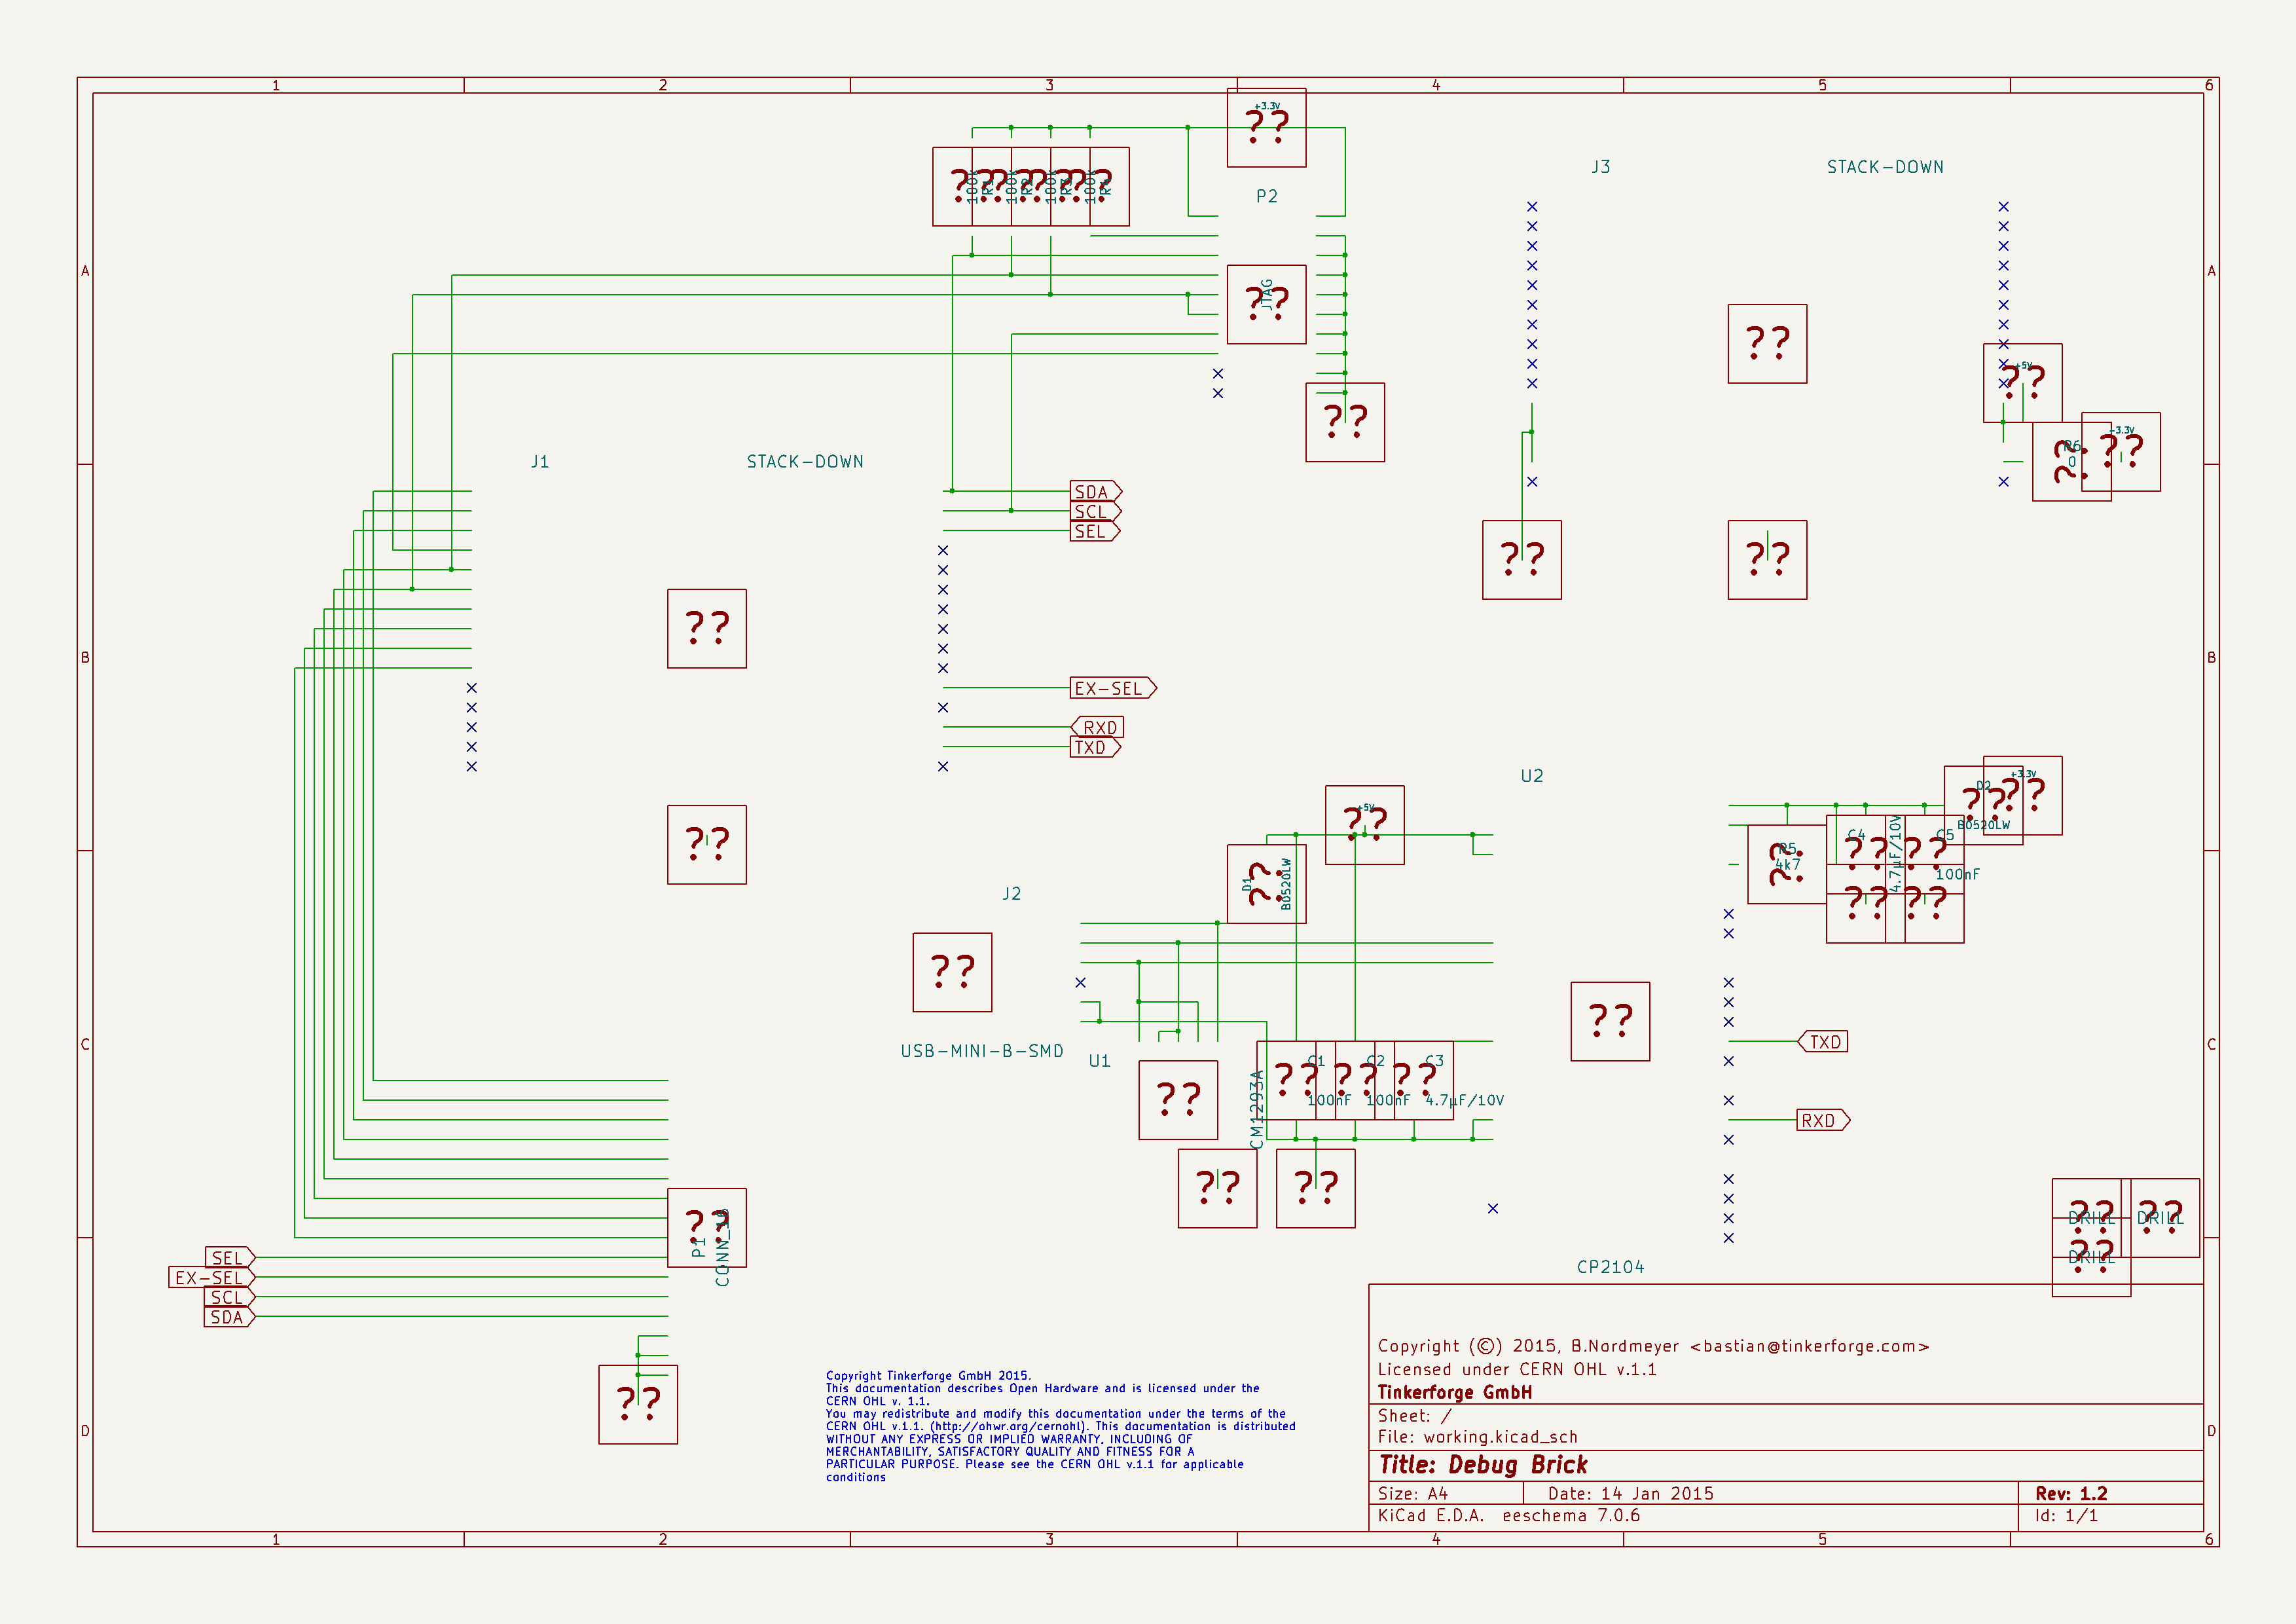 1 2 3 4 5 6
+3.3V
??
?? ?? ?? ??
100k R1 100k R2 100k R3 100k R4
P2
J3 STACK-DOWN
A A
JTAG
??
??
+5V
??
??
R6
0
??
+3.3V
??
J1 STACK-DOWN
SDA
SCL
SEL
?? ??
??
B B
EX-SEL
RXD
TXD
U2
+5V
??
D2
+3.3V
?? ??
B0520LW
??
D1
??
B0520LW
R5
4k7
??
C4
??
4.7µF/10V
C5
??
100nF
?? ??
J2
??
USB-MINI-B-SMD
U1
??
CM1293A
C1 C2 C3
?? ?? ??
100nF 100nF 4.7µF/10V
??
TXD
RXD
C C
?? ??
CP2104
?? ??
DRILL DRILL
??
DRILL
??
P1
SEL
EX-SEL
SCL
SDA
??
Copyright Tinkerforge GmbH 2015.
This documentation describes Open Hardware and is licensed under the
CERN OHL v. 1.1.
You may redistribute and modify this documentation under the terms of the
CERN OHL v.1.1. (http://ohwr.org/cernohl). This documentation is distributed
WITHOUT ANY EXPRESS OR IMPLIED WARRANTY, INCLUDING OF
MERCHANTABILITY, SATISFACTORY QUALITY AND FITNESS FOR A
PARTICULAR PURPOSE. Please see the CERN OHL v.1.1 for applicable
conditions
Copyright (©) 2015, B.Nordmeyer <bastian@tinkerforge.com>
Licensed under CERN OHL v.1.1
Tinkerforge GmbH
Sheet: /
File: working.kicad_sch
Title: Debug Brick
Size: A4 Date: 14 Jan 2015 Rev: 1.2
KiCad E.D.A. eeschema 7.0.6 Id: 1/1
D D
1 2 3 4 5 6